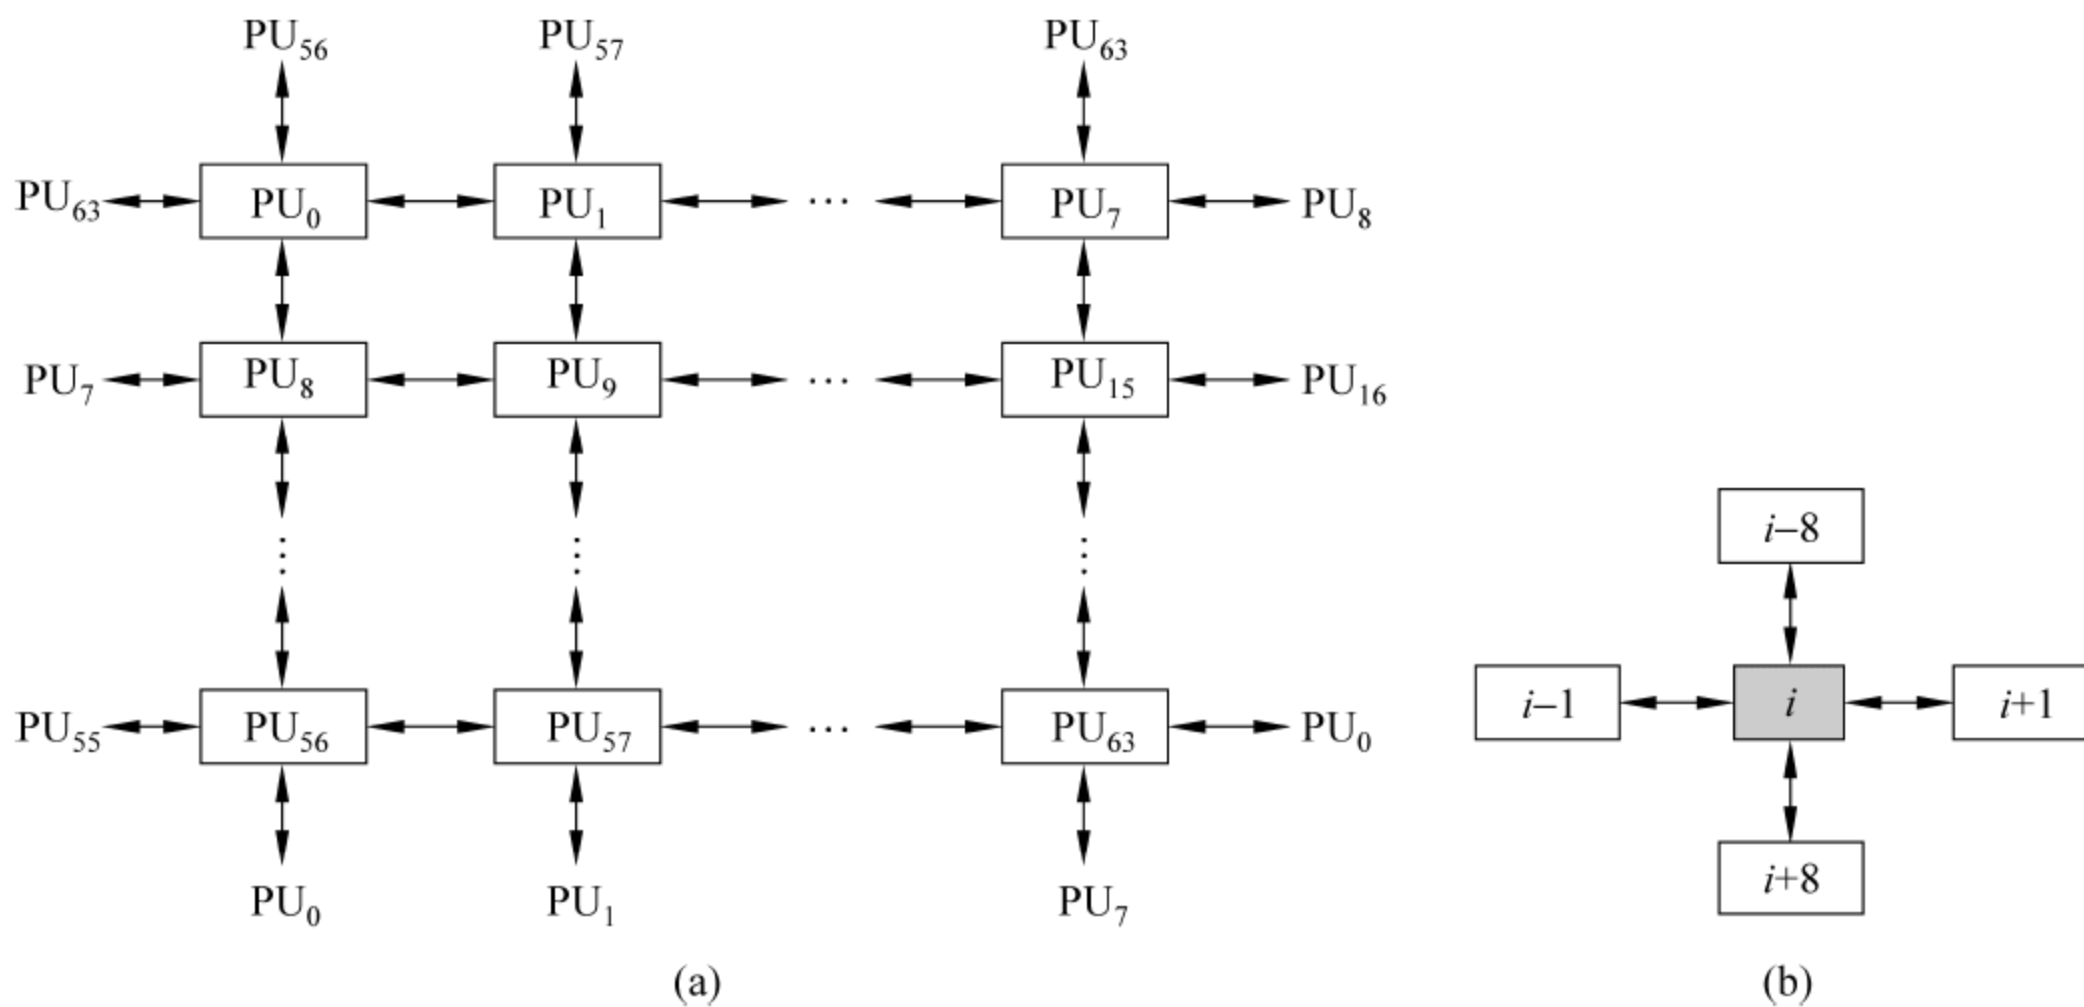 PU₅₆ PU₅₇ PU₆₃
PU₆₃ PU₀ PU₁ … PU₇ PU₈
PU₇ PU₈ PU₉ … PU₁₅ PU₁₆
⋮ ⋮ ⋮
i–8
i–1 i i+1
PU₅₅ PU₅₆ PU₅₇ … PU₆₃ PU₀
i+8
PU₀ PU₁ PU₇
(a) (b)